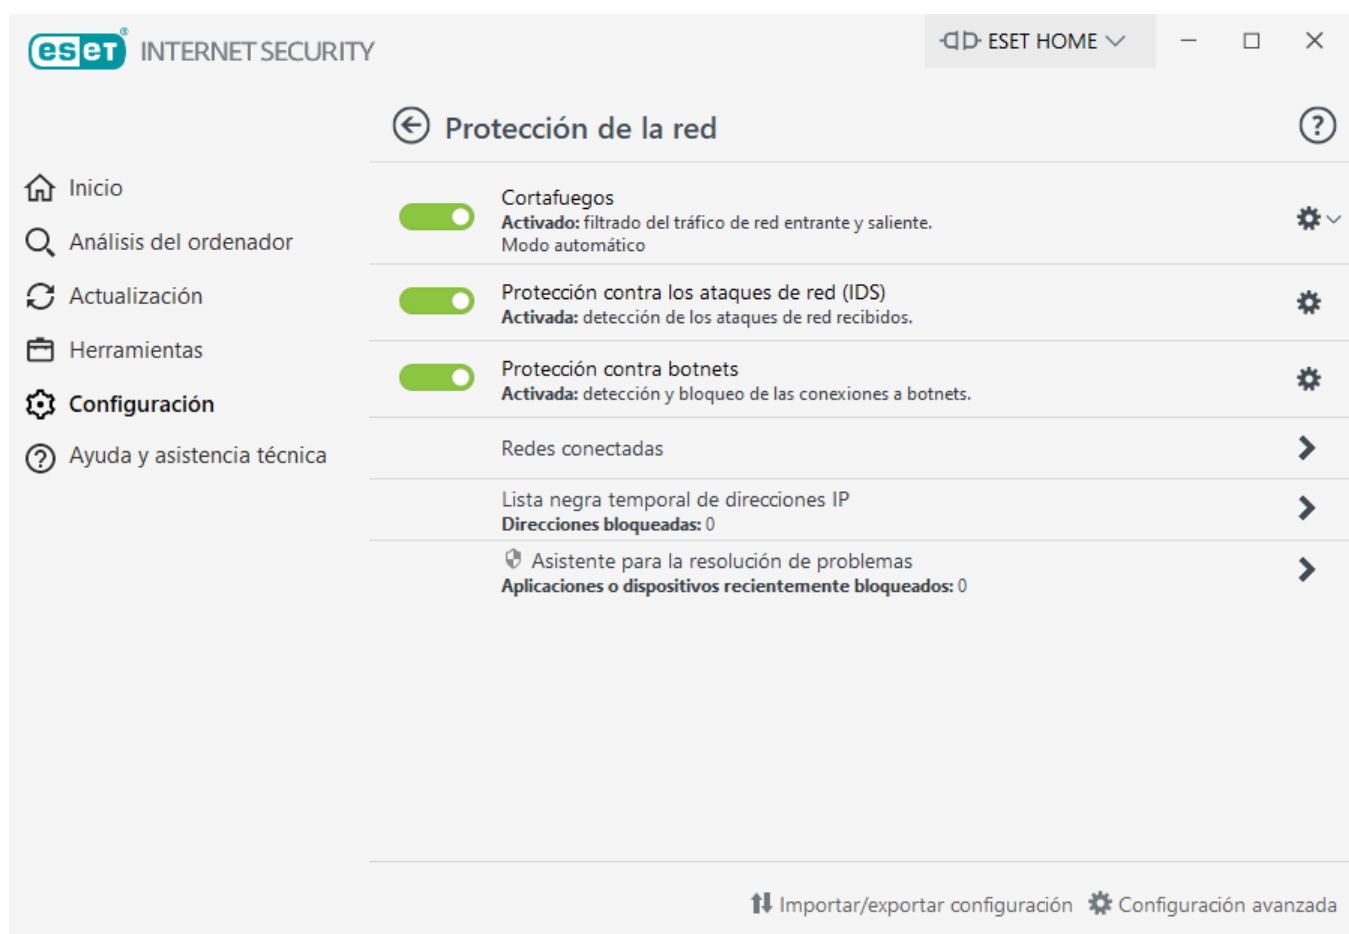 eset® INTERNET SECURITY
ESET HOME
Protección de la red
Inicio
Análisis del ordenador
Actualización
Herramientas
Configuración
Ayuda y asistencia técnica
Cortafuegos
Activado: filtrado del tráfico de red entrante y saliente.
Modo automático
Protección contra los ataques de red (IDS)
Activada: detección de los ataques de red recibidos.
Protección contra botnets
Activada: detección y bloqueo de las conexiones a botnets.
Redes conectadas
Lista negra temporal de direcciones IP
Direcciones bloqueadas: 0
Asistente para la resolución de problemas
Aplicaciones o dispositivos recientemente bloqueados: 0
Importar/exportar configuración Configuración avanzada